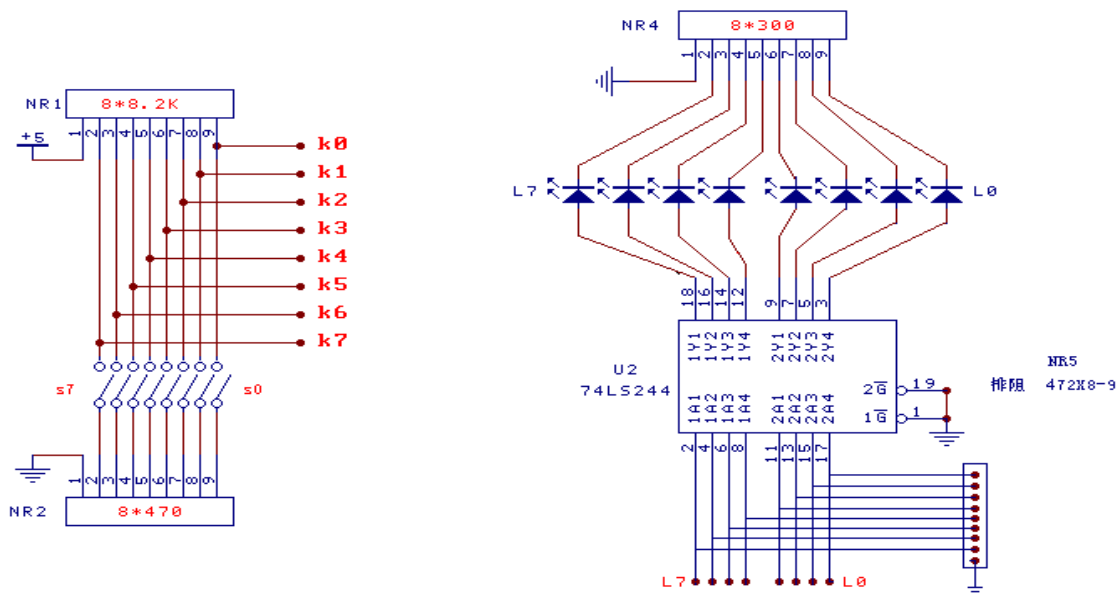 NR4 8*300
1 2 3 4 5 6 7 8 9
NR1 8*8.2K
+5
1 2 3 4 5 6 7 8 9
k0
k1
k2
k3
k4
k5
k6
k7
s7 s0
1 2 3 4 5 6 7 8 9
NR2 8*470
L7 L0
18 16 14 12 9 7 5 3
1Y1 1Y2 1Y3 1Y4 2Y1 2Y2 2Y3 2Y4
U2
74LS244
2G̅ 19
1G̅ 1
1A1 1A2 1A3 1A4 2A1 2A2 2A3 2A4
2 4 6 8 11 13 15 17
NR5
排阻 472X8-9
L7 L0